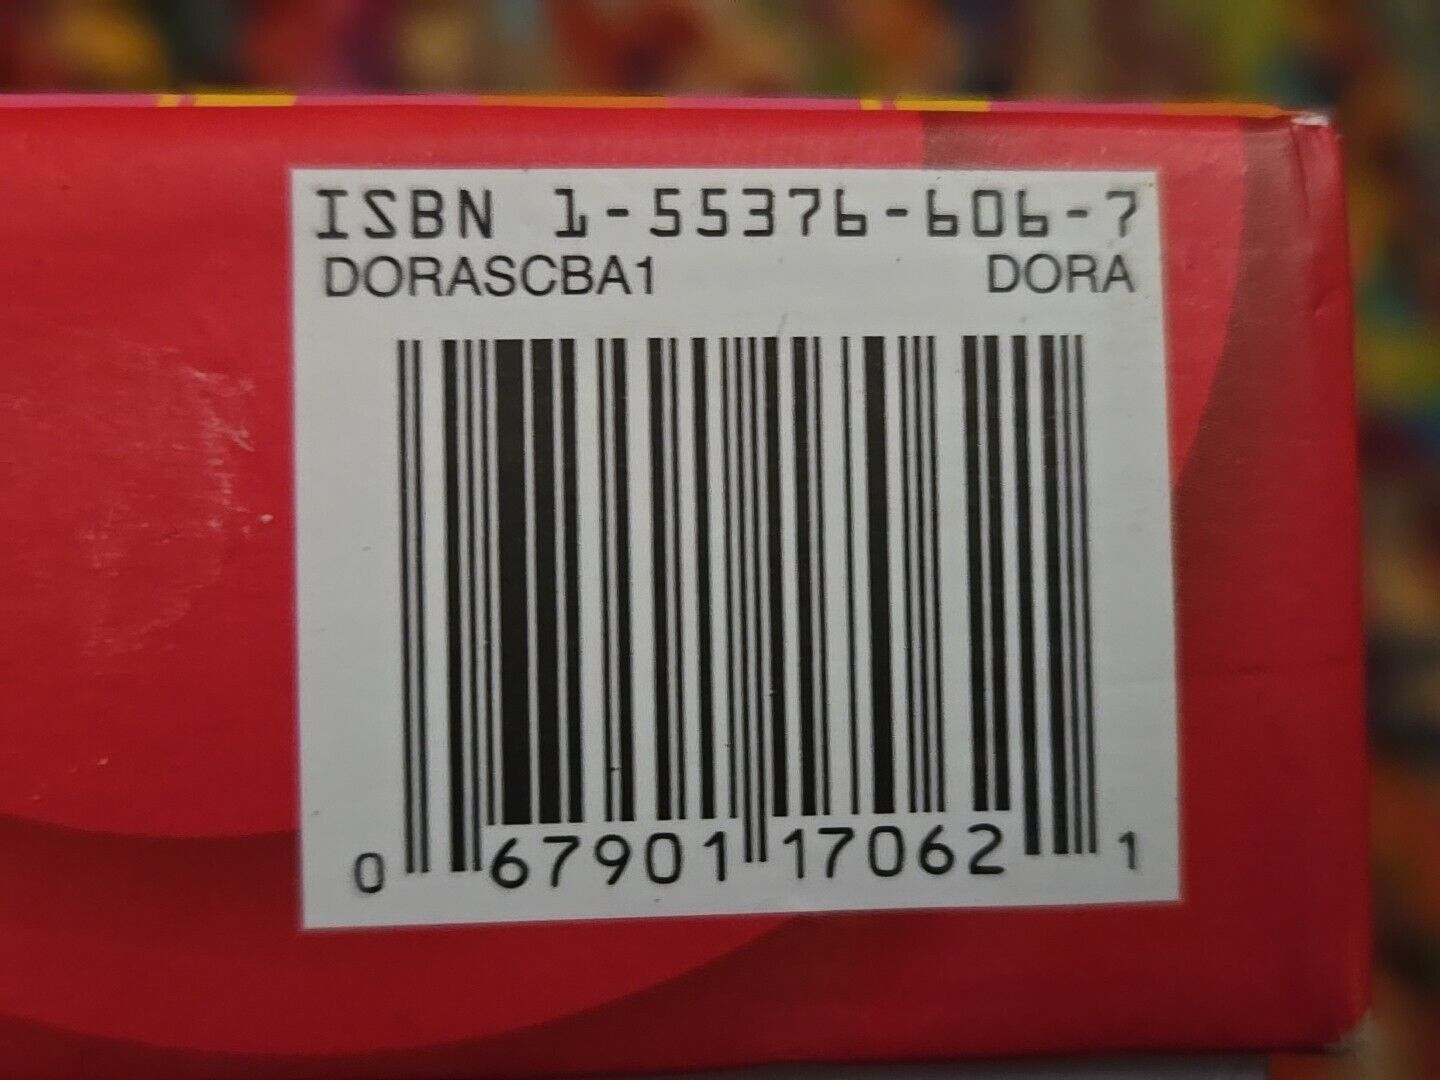 ISBN 1-55376-606-7
DORASCBA1 DORA
0 67901 17062 1